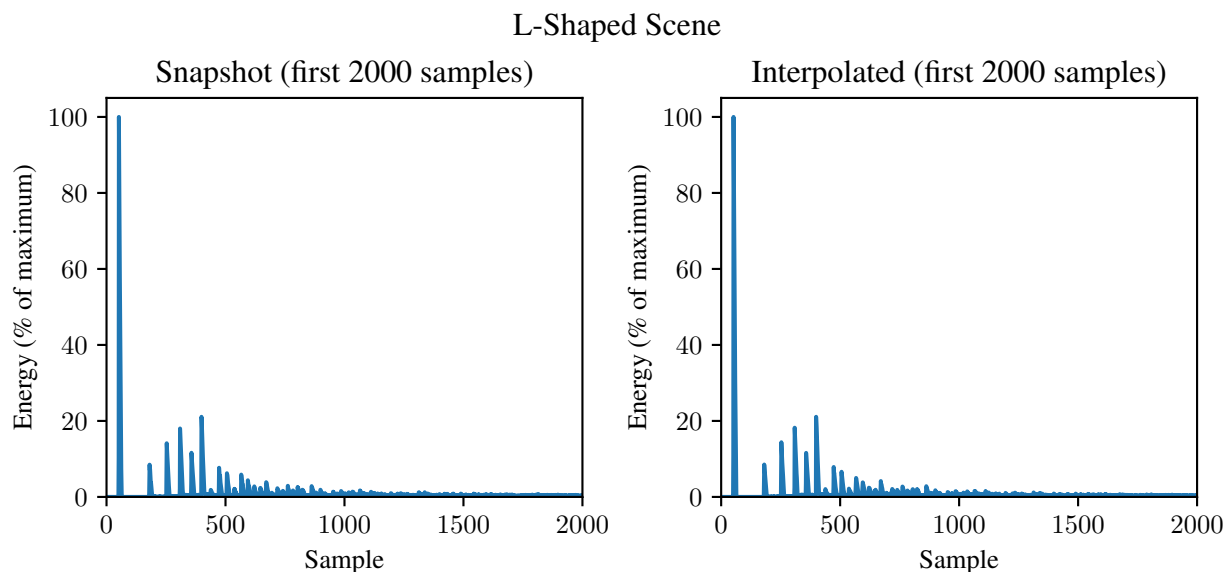 L-Shaped Scene
Snapshot (first 2000 samples)
Energy (% of maximum)
100
80
60
40
20
0
0 500 1000 1500 2000
Sample
Interpolated (first 2000 samples)
Energy (% of maximum)
100
80
60
40
20
0
0 500 1000 1500 2000
Sample